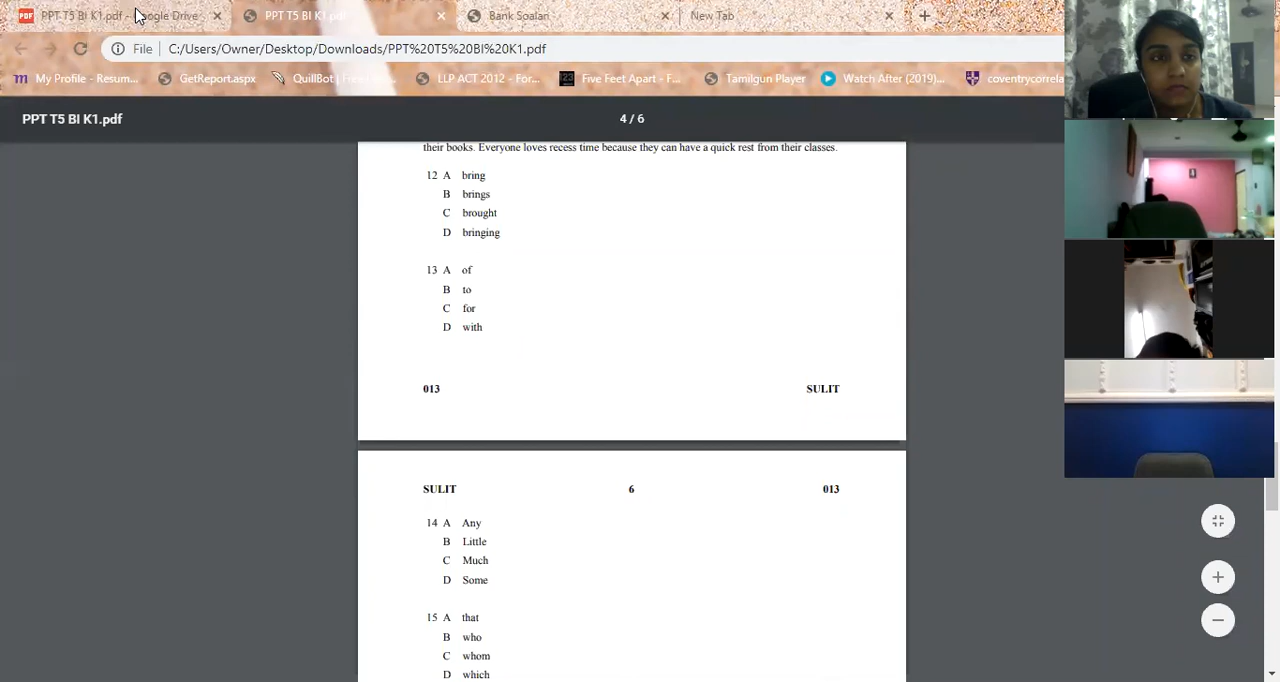 PPT T5 BI K1.pdf - Google Drive
PPT T5 BI K1.pdf
Bank Soalan
New Tab
File
C:/Users/Owner/Desktop/Downloads/PPT%20T5%20BI%20K1.pdf
My Profile - Resum...
GetReport.aspx
QuillBot
LLP ACT 2012 - For...
Five Feet Apart - F...
Tamilgun Player
Watch After (2019)...
coventrycorrela
PPT T5 BI K1.pdf
4 / 6
their books. Everyone loves recess time because they can have a quick rest from their classes.
12 A bring
B brings
C brought
D bringing
13 A of
B to
C for
D with
013 SULIT
SULIT 6 013
14 A Any
B Little
C Much
D Some
15 A that
B who
C whom
D which